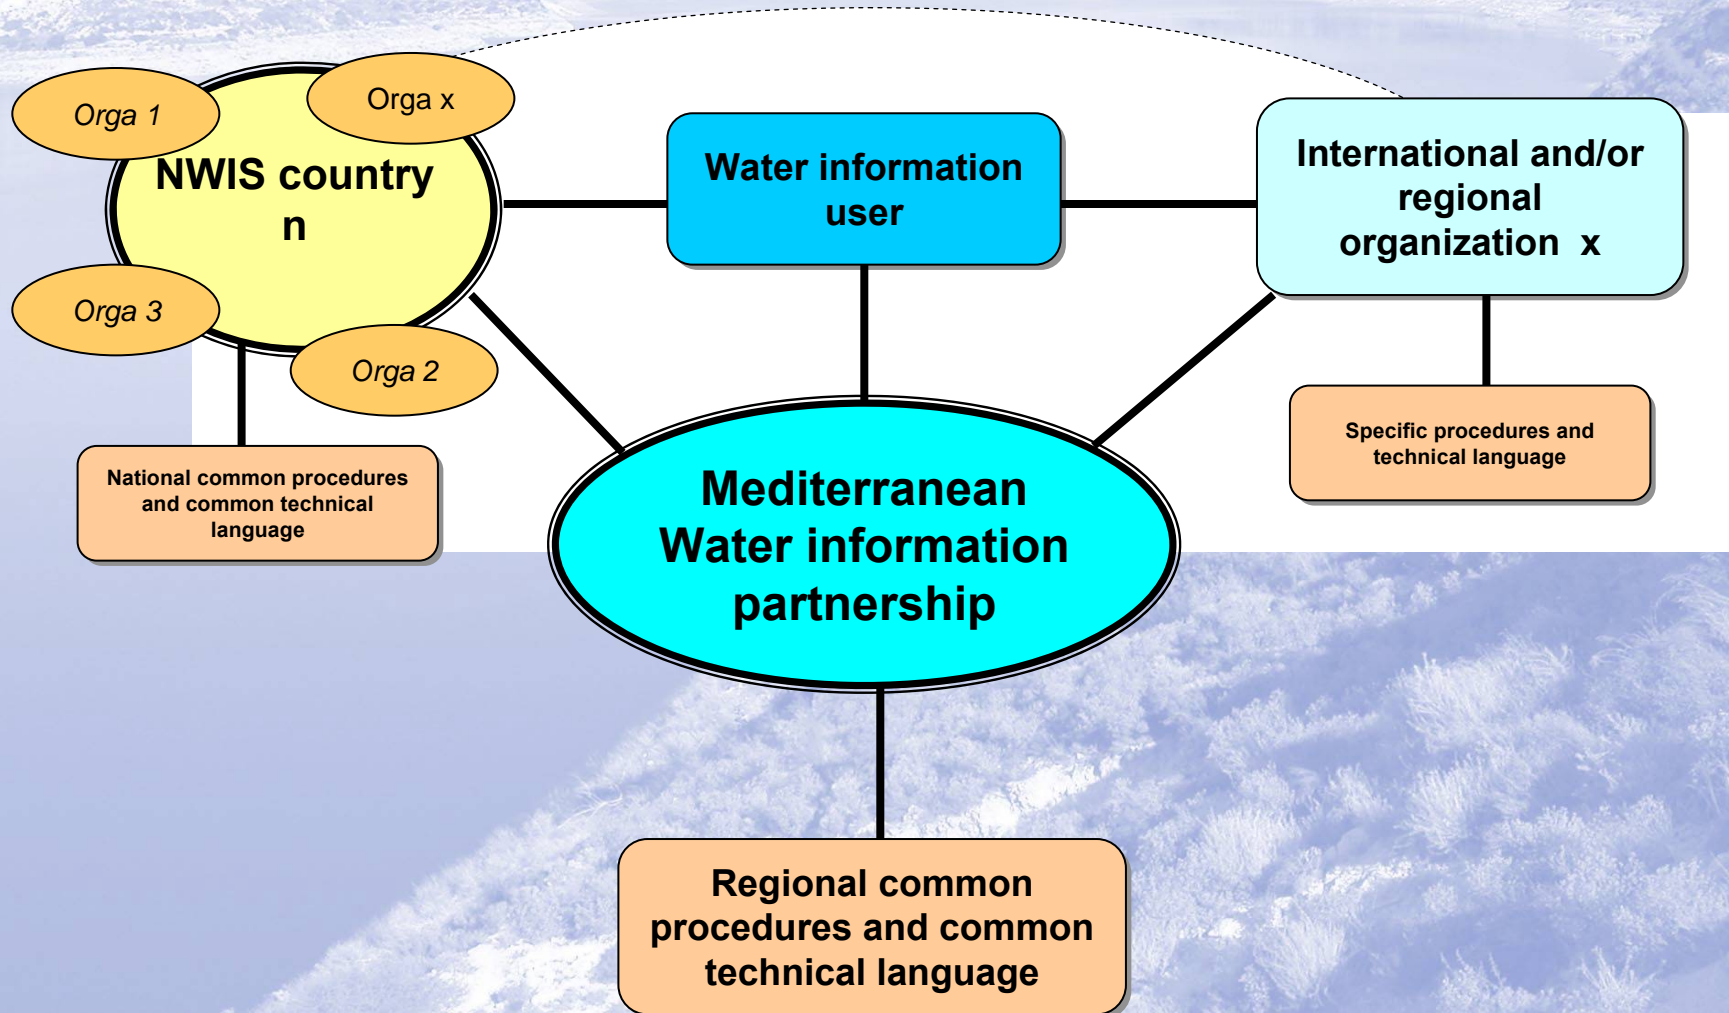 Orga 1
Orga x
NWIS country
n
Orga 3
Orga 2
Water information
user
International and/or
regional
organization x
National common procedures
and common technical
language
Specific procedures and
technical language
Mediterranean
Water information
partnership
Regional common
procedures and common
technical language